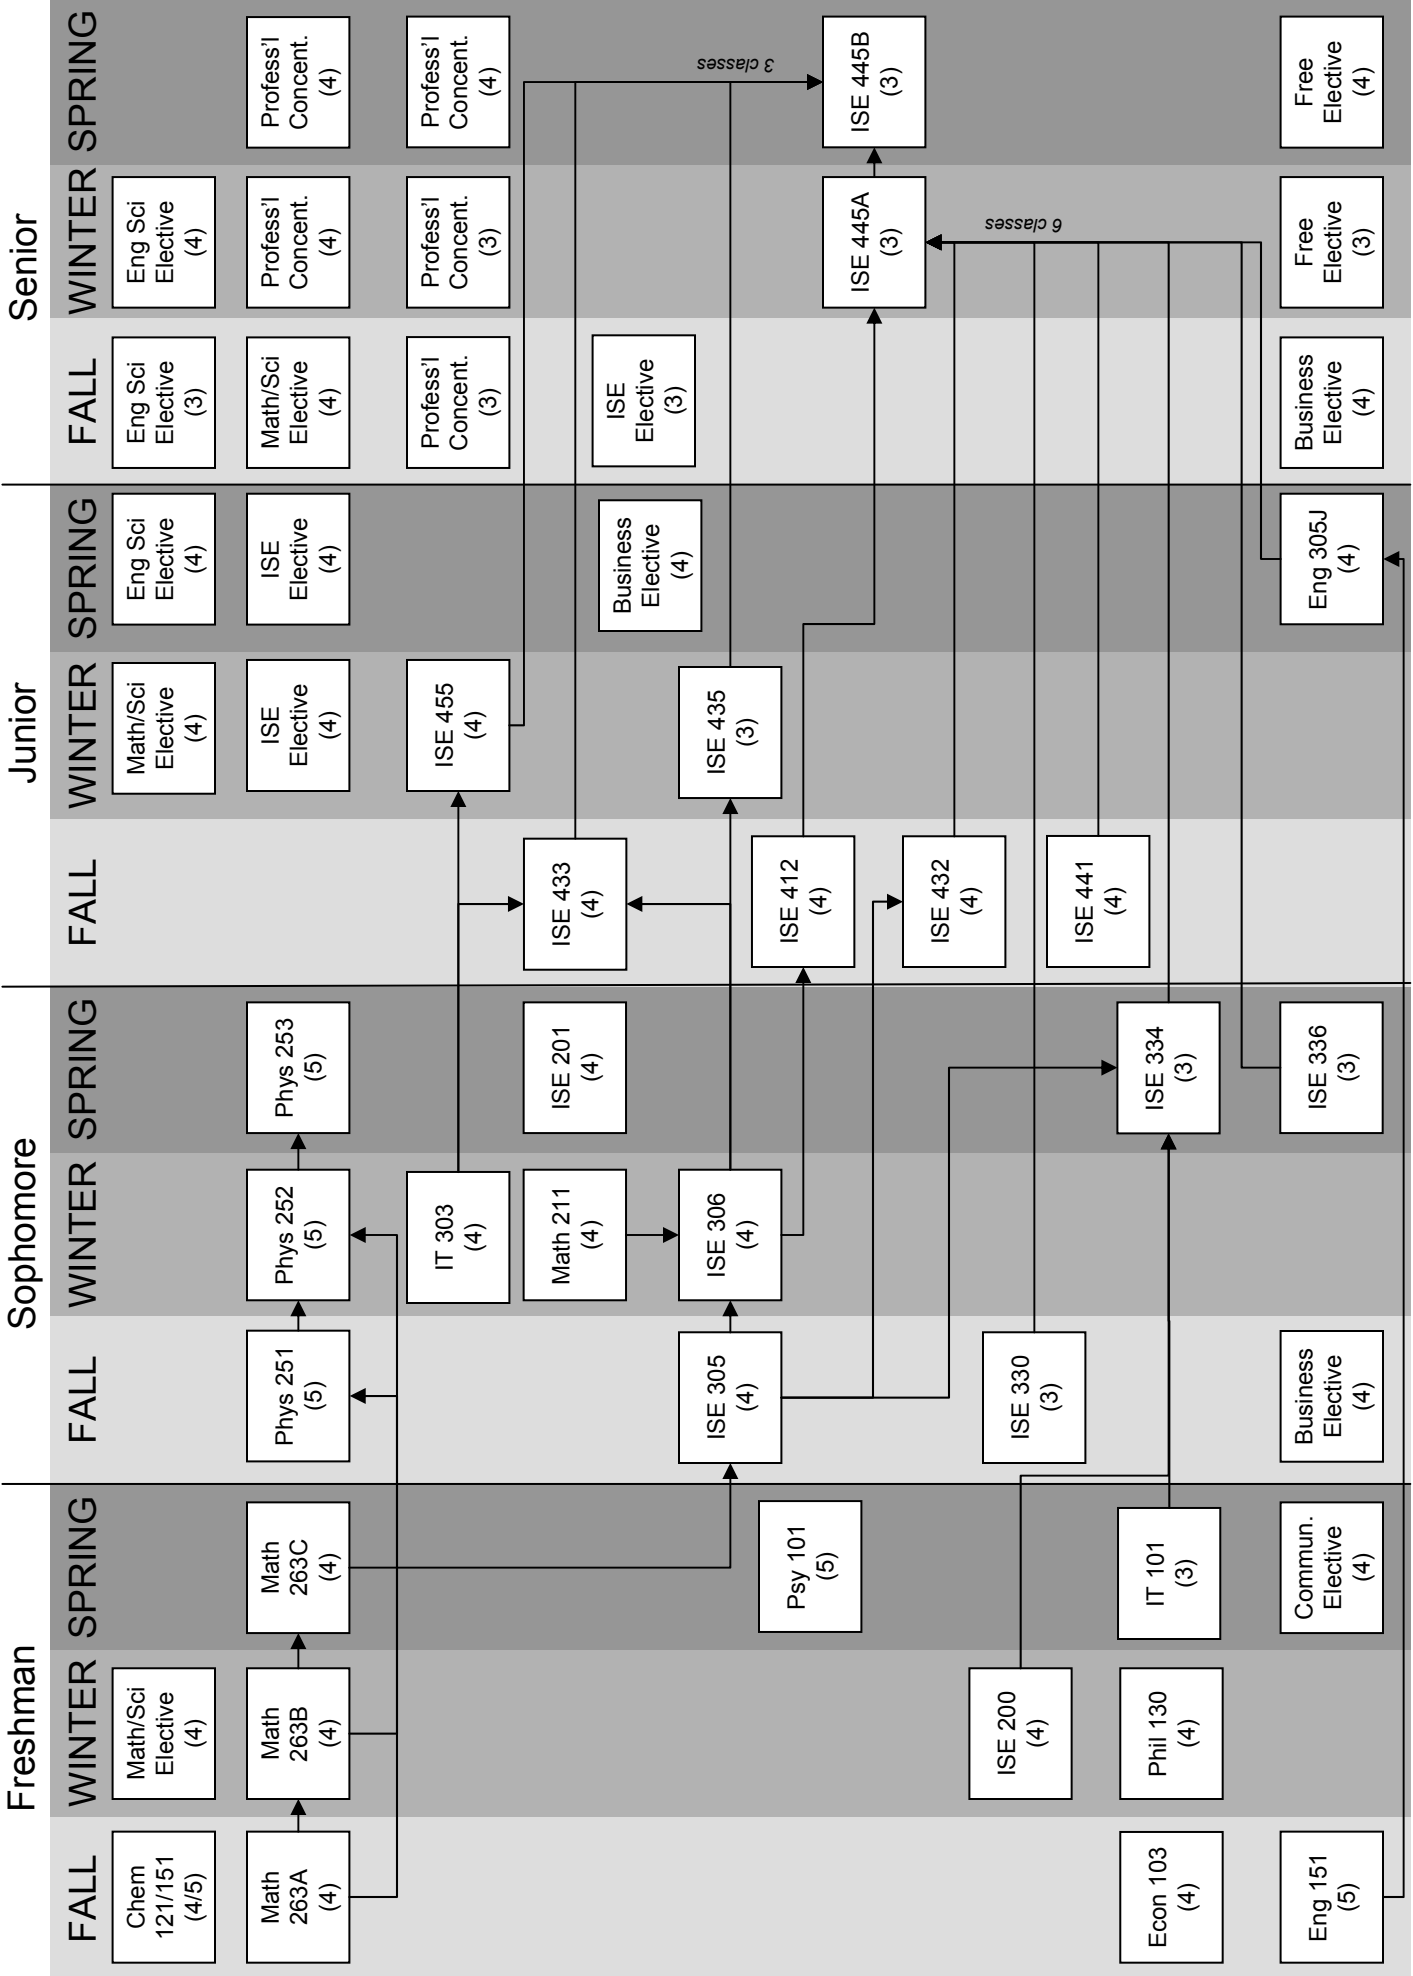 Freshman
Sophomore
Junior
Senior
FALL
WINTER
SPRING
FALL
WINTER
SPRING
FALL
WINTER
SPRING
FALL
WINTER
SPRING
Chem
121/151
(4/5)
Math
263A
(4)
Econ 103
(4)
Eng 151
(5)
Math/Sci
Elective
(4)
Math
263B
(4)
ISE 200
(4)
Phil 130
(4)
Math
263C
(4)
Psy 101
(5)
IT 101
(3)
Commun.
Elective
(4)
Phys 251
(5)
ISE 305
(4)
ISE 330
(3)
Business
Elective
(4)
Phys 252
(5)
IT 303
(4)
Math 211
(4)
ISE 306
(4)
Phys 253
(5)
ISE 201
(4)
ISE 334
(3)
ISE 336
(3)
ISE 433
(4)
ISE 412
(4)
ISE 432
(4)
ISE 441
(4)
Math/Sci
Elective
(4)
ISE
Elective
(4)
ISE 455
(4)
ISE 435
(3)
Eng Sci
Elective
(4)
ISE
Elective
(4)
Business
Elective
(4)
Eng 305J
(4)
Eng Sci
Elective
(3)
Math/Sci
Elective
(4)
Profess'l
Concent.
(3)
ISE
Elective
(3)
Business
Elective
(4)
Eng Sci
Elective
(4)
Profess'l
Concent.
(4)
Profess'l
Concent.
(3)
ISE 445A
(3)
6 classes
Free
Elective
(3)
Profess'l
Concent.
(4)
Profess'l
Concent.
(4)
3 classes
ISE 445B
(3)
Free
Elective
(4)